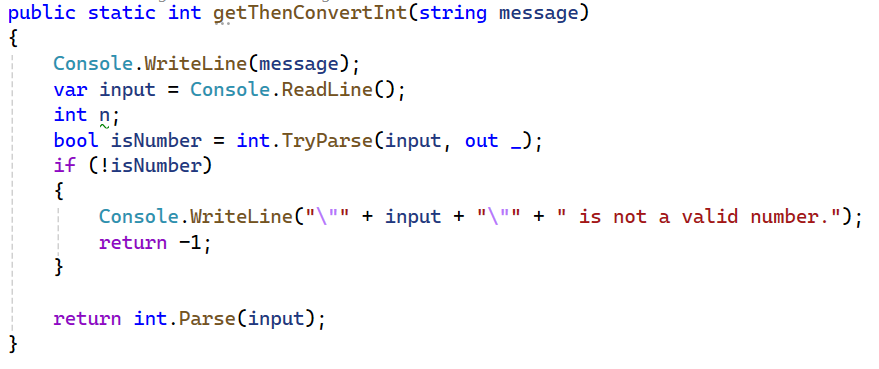 public static int getThenConvertInt(string message)
{
    Console.WriteLine(message);
    var input = Console.ReadLine();
    int n;
    bool isNumber = int.TryParse(input, out _);
    if (!isNumber)
    {
        Console.WriteLine("\"" + input + "\"" + " is not a valid number.");
        return -1;
    }

    return int.Parse(input);
}